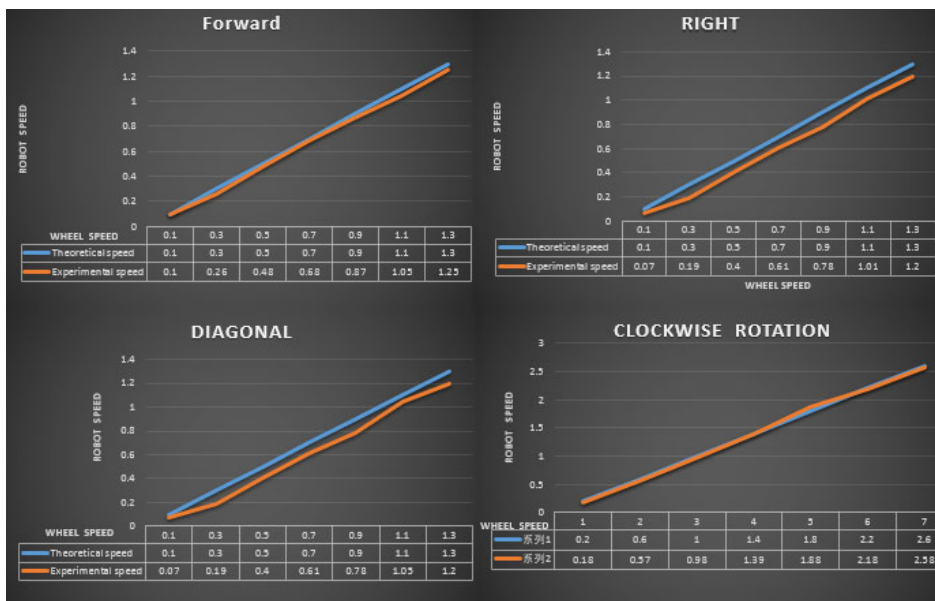 Forward
1.4
1.2
1
0.8
0.6
0.4
0.2
0
ROBOT SPEED
WHEEL SPEED 0.1 0.3 0.5 0.7 0.9 1.1 1.3
Theoretical speed 0.1 0.3 0.5 0.7 0.9 1.1 1.3
Experimental speed 0.1 0.26 0.48 0.68 0.87 1.05 1.25
RIGHT
1.4
1.2
1
0.8
0.6
0.4
0.2
0
ROBOT SPEED
0.1 0.3 0.5 0.7 0.9 1.1 1.3
Theoretical speed 0.1 0.3 0.5 0.7 0.9 1.1 1.3
Experimental speed 0.07 0.19 0.4 0.61 0.78 1.01 1.2
WHEEL SPEED
DIAGONAL
1.4
1.2
1
0.8
0.6
0.4
0.2
0
ROBOT SPEED
WHEEL SPEED 0.1 0.3 0.5 0.7 0.9 1.1 1.3
Theoretical speed 0.1 0.3 0.5 0.7 0.9 1.1 1.3
Experimental speed 0.07 0.19 0.4 0.61 0.78 1.05 1.2
CLOCKWISE ROTATION
3
2.5
2
1.5
1
0.5
0
ROBOT SPEED
WHEEL SPEED 1 2 3 4 5 6 7
系列1 0.2 0.6 1 1.4 1.8 2.2 2.6
系列2 0.18 0.57 0.98 1.39 1.88 2.18 2.58